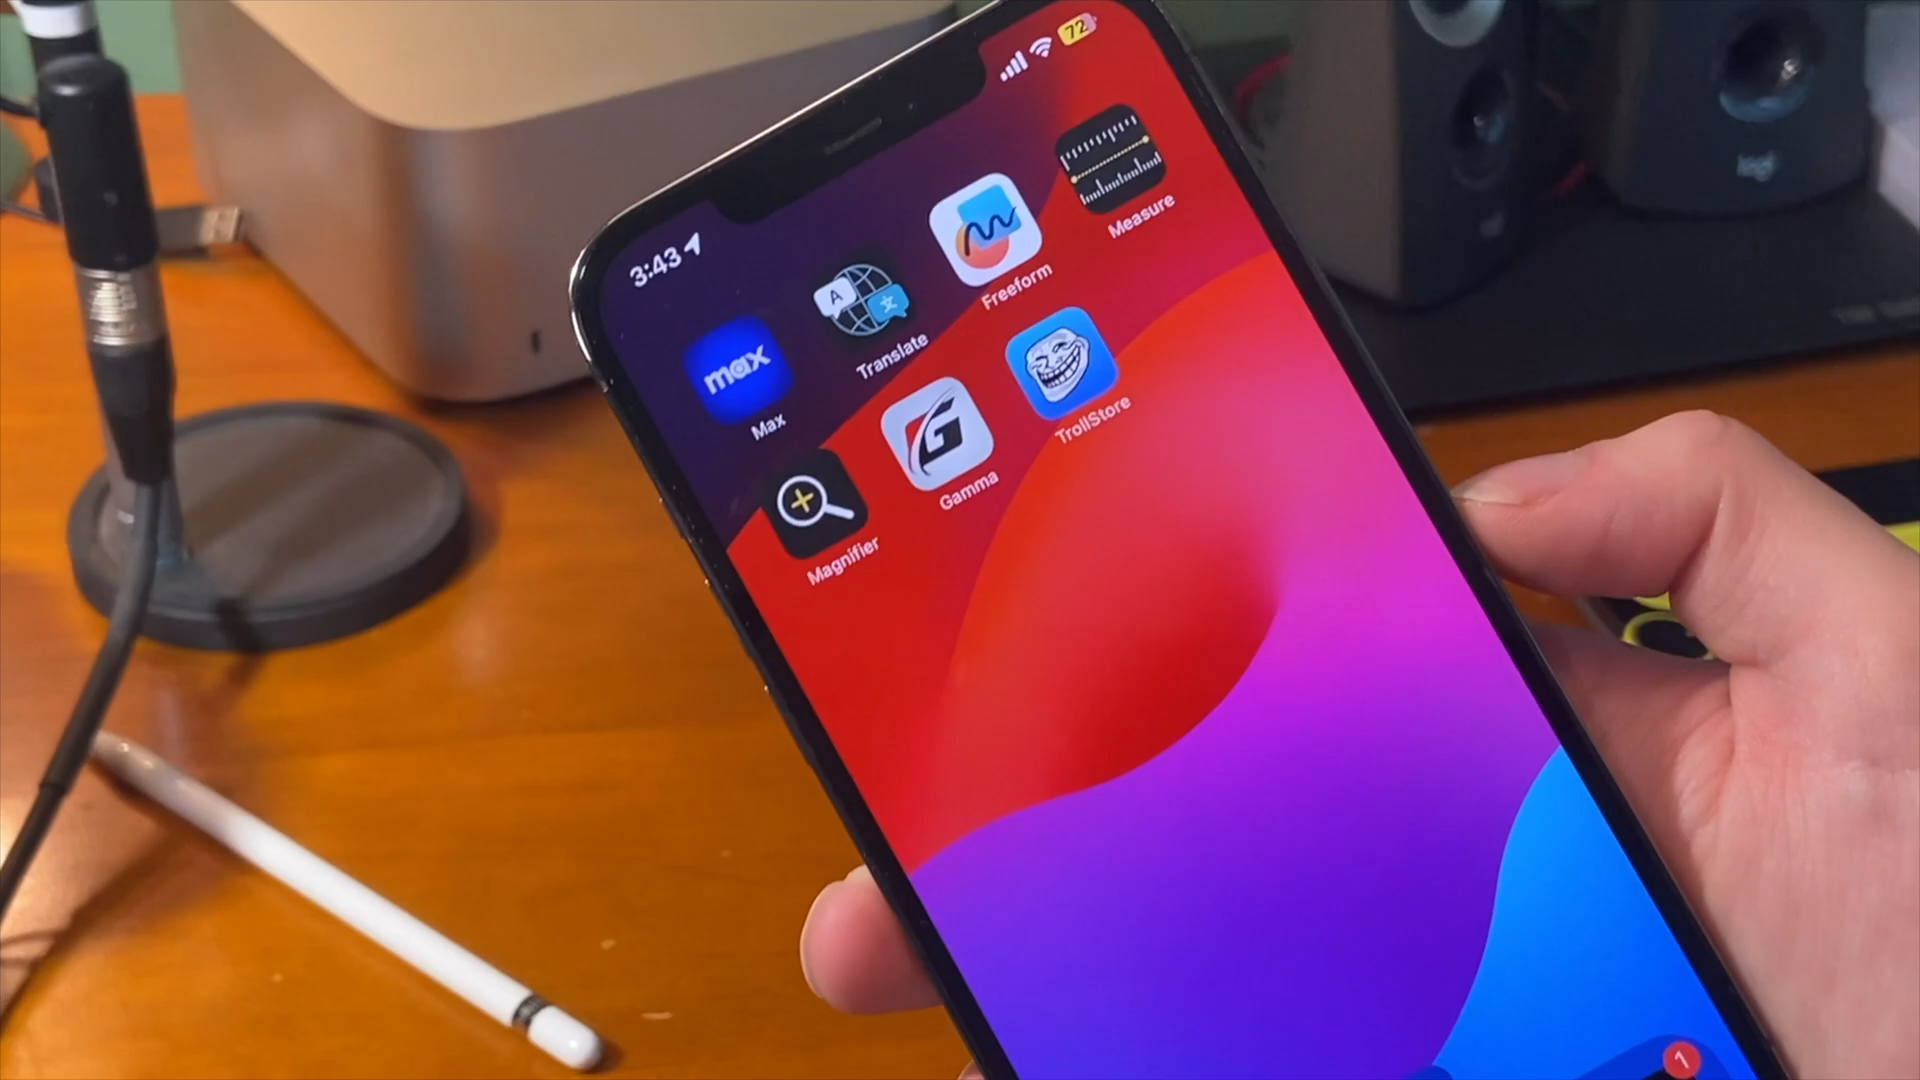 3:43
72
max
Max
A
文
Translate
Freeform
Measure
Magnifier
G
Gamma
TrollStore
1
logi